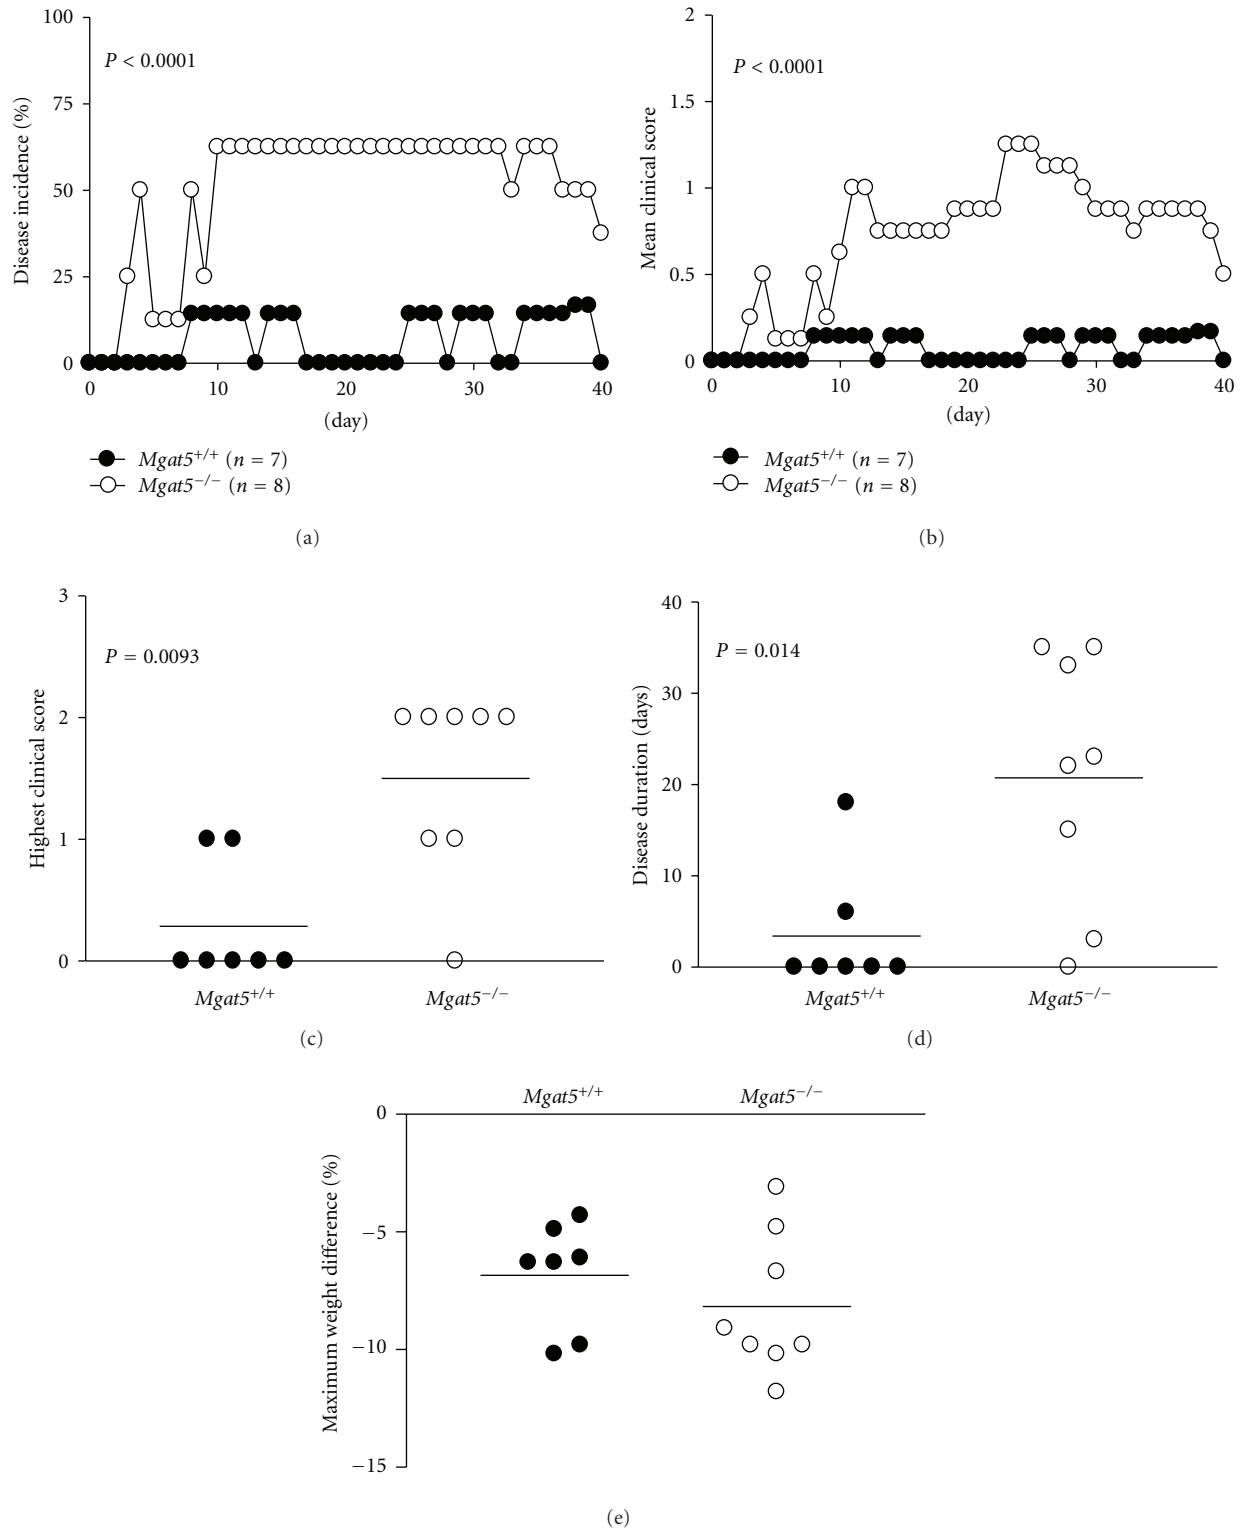 100
75
50
25
0
Disease incidence (%)
P < 0.0001
0 10 20 30 40
(day)
Mgat5+/+ (n = 7)
Mgat5−/− (n = 8)
(a)
2
1.5
1
0.5
0
Mean clinical score
P < 0.0001
0 10 20 30 40
(day)
Mgat5+/+ (n = 7)
Mgat5−/− (n = 8)
(b)
3
2
1
0
Highest clinical score
P = 0.0093
Mgat5+/+ Mgat5−/−
(c)
40
30
20
10
0
Disease duration (days)
P = 0.014
Mgat5+/+ Mgat5−/−
(d)
Mgat5+/+ Mgat5−/−
0
−5
−10
−15
Maximum weight difference (%)
(e)